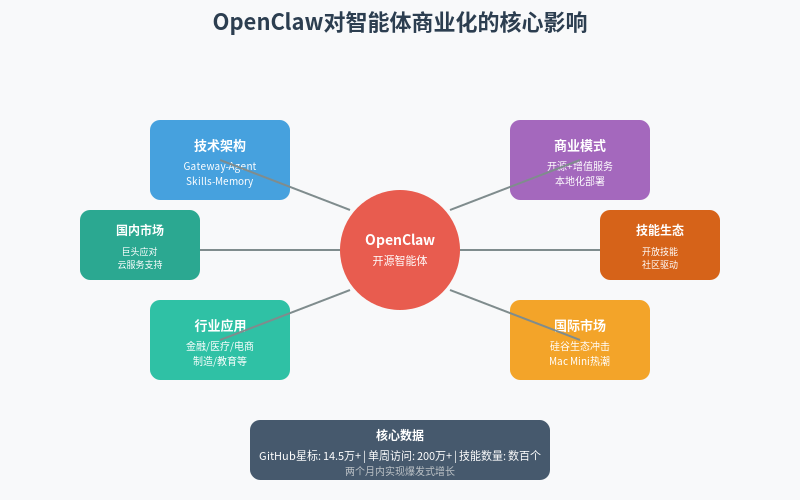 OpenClaw对智能体商业化的核心影响
技术架构
Gateway-Agent
Skills-Memory
商业模式
开源+增值服务
本地化部署
国内市场
巨头应对
云服务支持
OpenClaw
开源智能体
技能生态
开放技能
社区驱动
行业应用
金融/医疗/电商
制造/教育等
国际市场
硅谷生态冲击
Mac Mini热潮
核心数据
GitHub星标: 14.5万+ | 单周访问: 200万+ | 技能数量: 数百个
两个月内实现爆发式增长